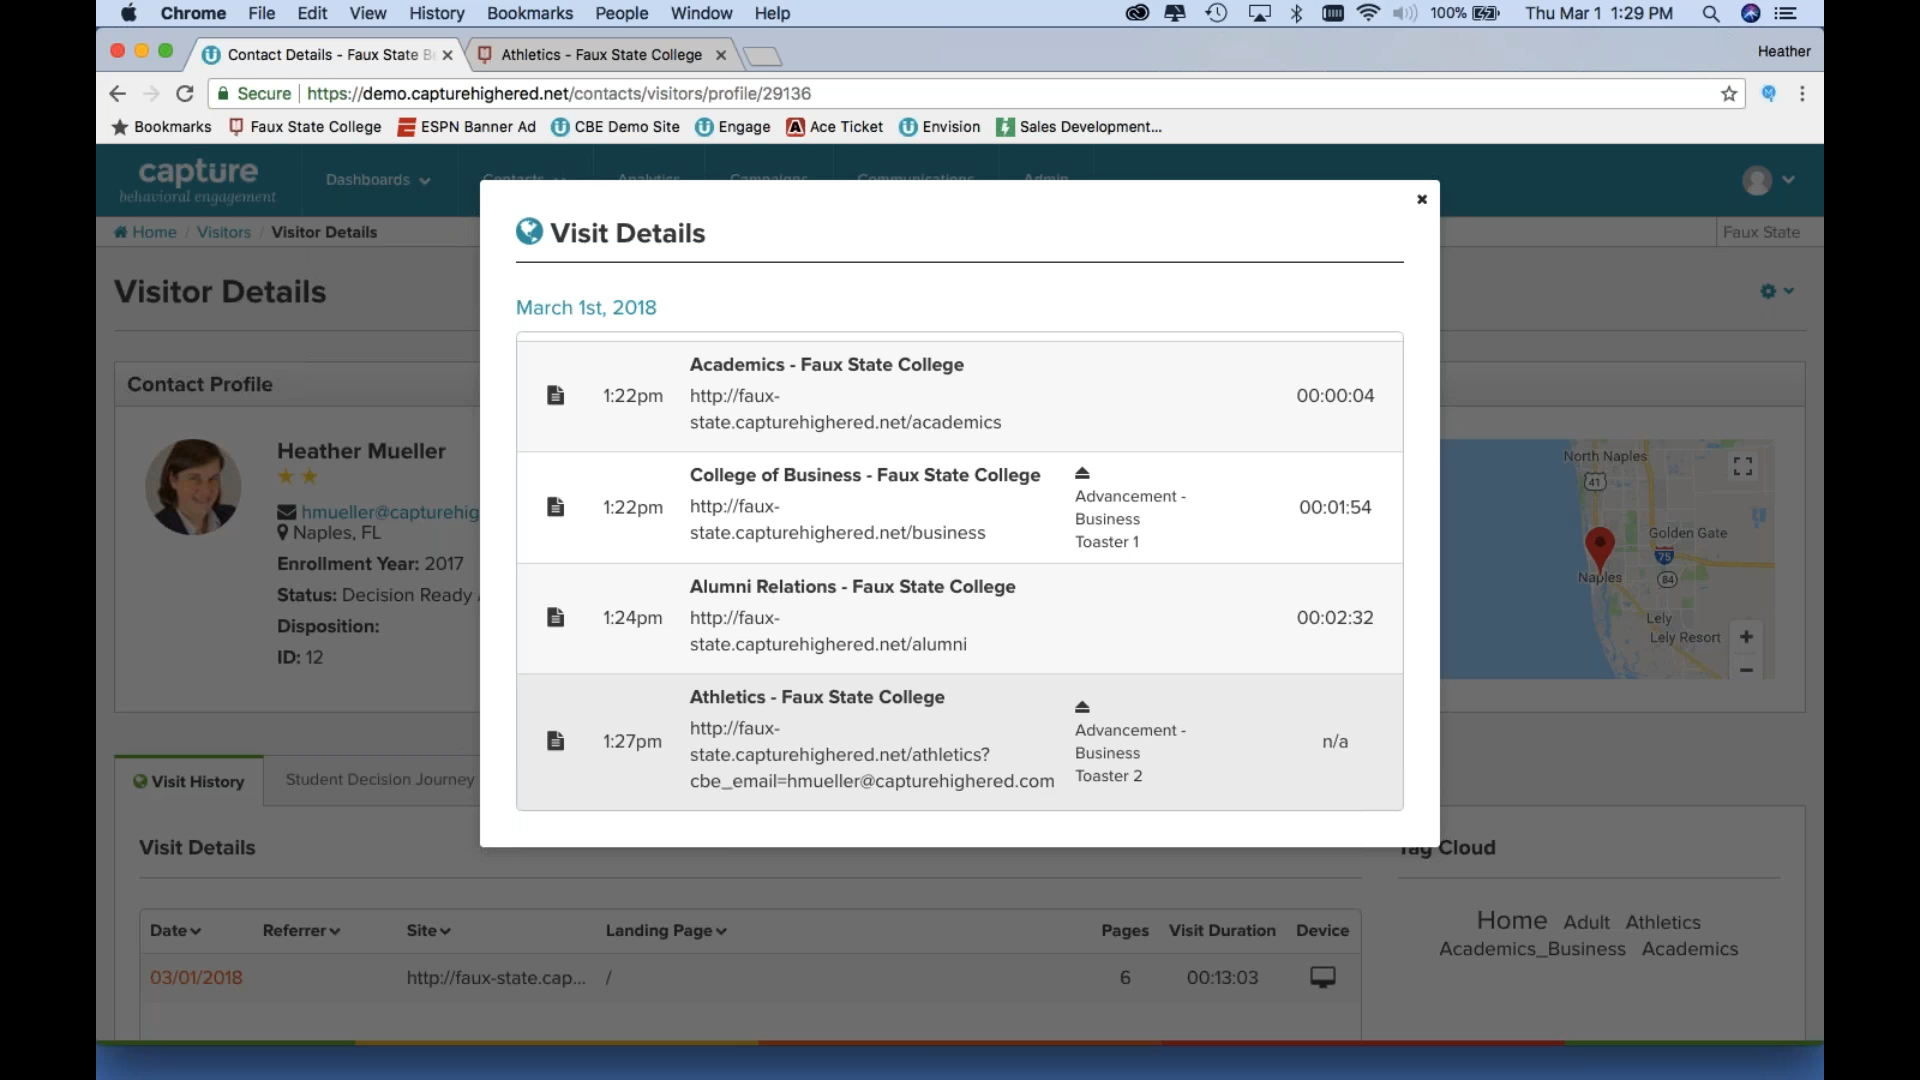 Chrome File Edit View History Bookmarks People Window Help 100% Thu Mar 1 1:29 PM
Contact Details - Faux State B Athletics - Faux State College Heather
Secure https://demo.capturehighered.net/contacts/visitors/profile/29136
Bookmarks Faux State College ESPN Banner Ad CBE Demo Site Engage Ace Ticket Envision Sales Development...
capture
behavioral engagement
Dashboards Contacts Analytics Campaigns Communications Admin
Home / Visitors / Visitor Details Faux State
Visitor Details
Contact Profile
Heather Mueller
hmueller@capturehig
Naples, FL
Enrollment Year: 2017
Status: Decision Ready
Disposition:
ID: 12
Visit Details
March 1st, 2018
Academics - Faux State College
1:22pm http://faux- 00:00:04
state.capturehighered.net/academics
College of Business - Faux State College
1:22pm http://faux- 00:01:54
state.capturehighered.net/business
Advancement -
Business
Toaster 1
Alumni Relations - Faux State College
1:24pm http://faux- 00:02:32
state.capturehighered.net/alumni
Athletics - Faux State College
1:27pm http://faux- n/a
state.capturehighered.net/athletics?
cbe_email=hmueller@capturehighered.com
Advancement -
Business
Toaster 2
North Naples
41
Golden Gate
75
Naples
84
Lely
Lely Resort
+
−
Visit History Student Decision Journey
Visit Details
Date Referrer Site Landing Page Pages Visit Duration Device
03/01/2018 http://faux-state.cap... / 6 00:13:03
Tag Cloud
Home Adult Athletics
Academics_Business Academics